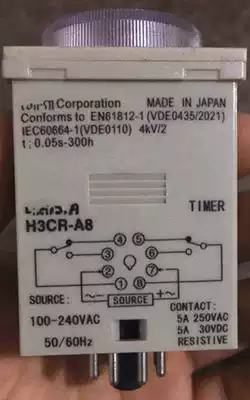 Corporation
MADE IN JAPAN
Conforms to EN61812-1 (VDE0435/2021)
IEC60664-1 (VDE0110) 4kV/2
t: 0.05s-300h
TIMER
H3CR-A8
4 5
3 6
2 7
1 8
SOURCE: SOURCE CONTACT:
100-240VAC 5A 250VAC
50/60Hz 5A 30VDC
RESISTIVE